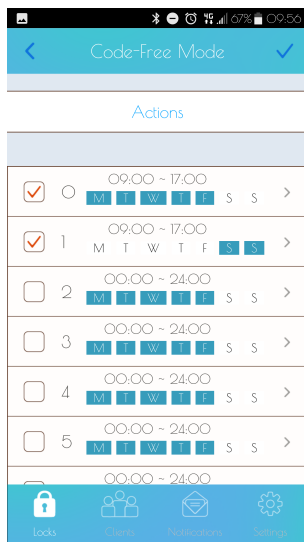 4G 67% 09:56
Code-Free Mode
Actions
09:00 ~ 17:00
0 M T W T F S S
09:00 ~ 17:00
1 M T W T F S S
00:00 ~ 24:00
2 M T W T F S S
00:00 ~ 24:00
3 M T W T F S S
00:00 ~ 24:00
4 M T W T F S S
00:00 ~ 24:00
5 M T W T F S S
00:00 ~ 24:00
Locks Clients Notifications Settings